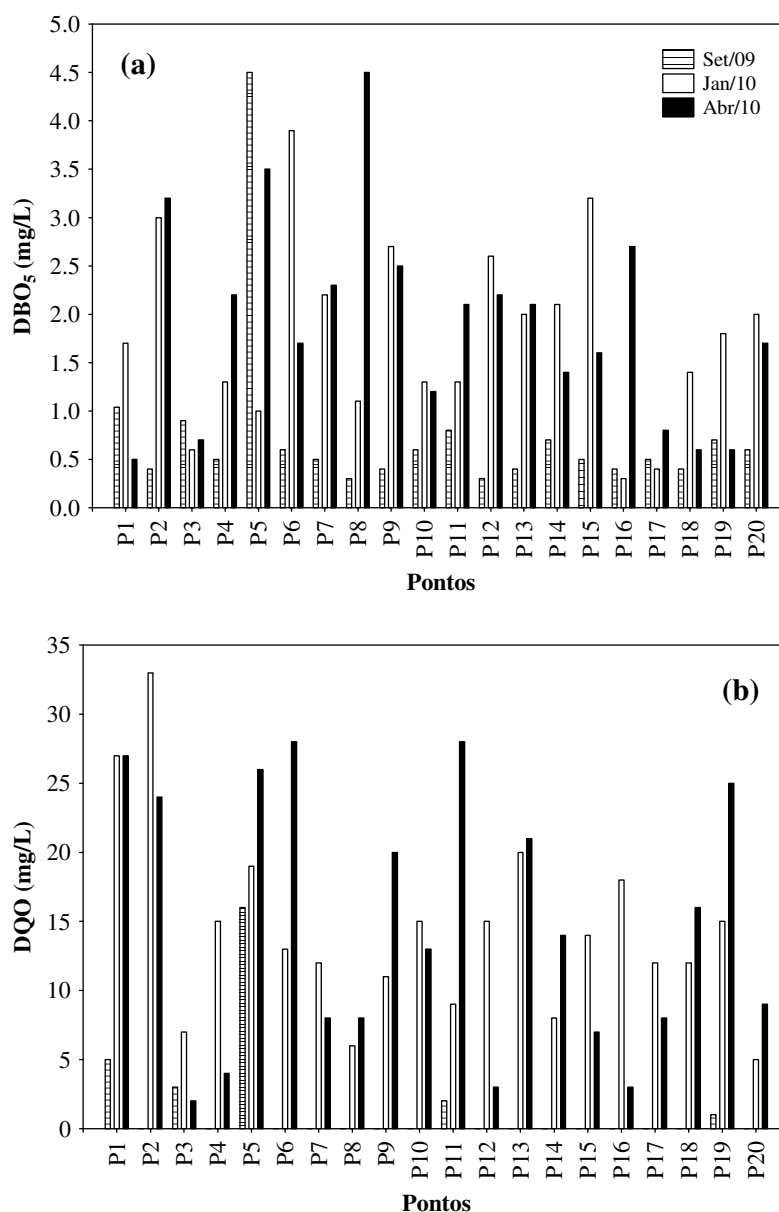 (a)
Set/09
Jan/10
Abr/10
DBO₅ (mg/L)
5.0
4.5
4.0
3.5
3.0
2.5
2.0
1.5
1.0
0.5
0.0
P1 P2 P3 P4 P5 P6 P7 P8 P9 P10 P11 P12 P13 P14 P15 P16 P17 P18 P19 P20
Pontos
(b)
DQO (mg/L)
35
30
25
20
15
10
5
0
P1 P2 P3 P4 P5 P6 P7 P8 P9 P10 P11 P12 P13 P14 P15 P16 P17 P18 P19 P20
Pontos